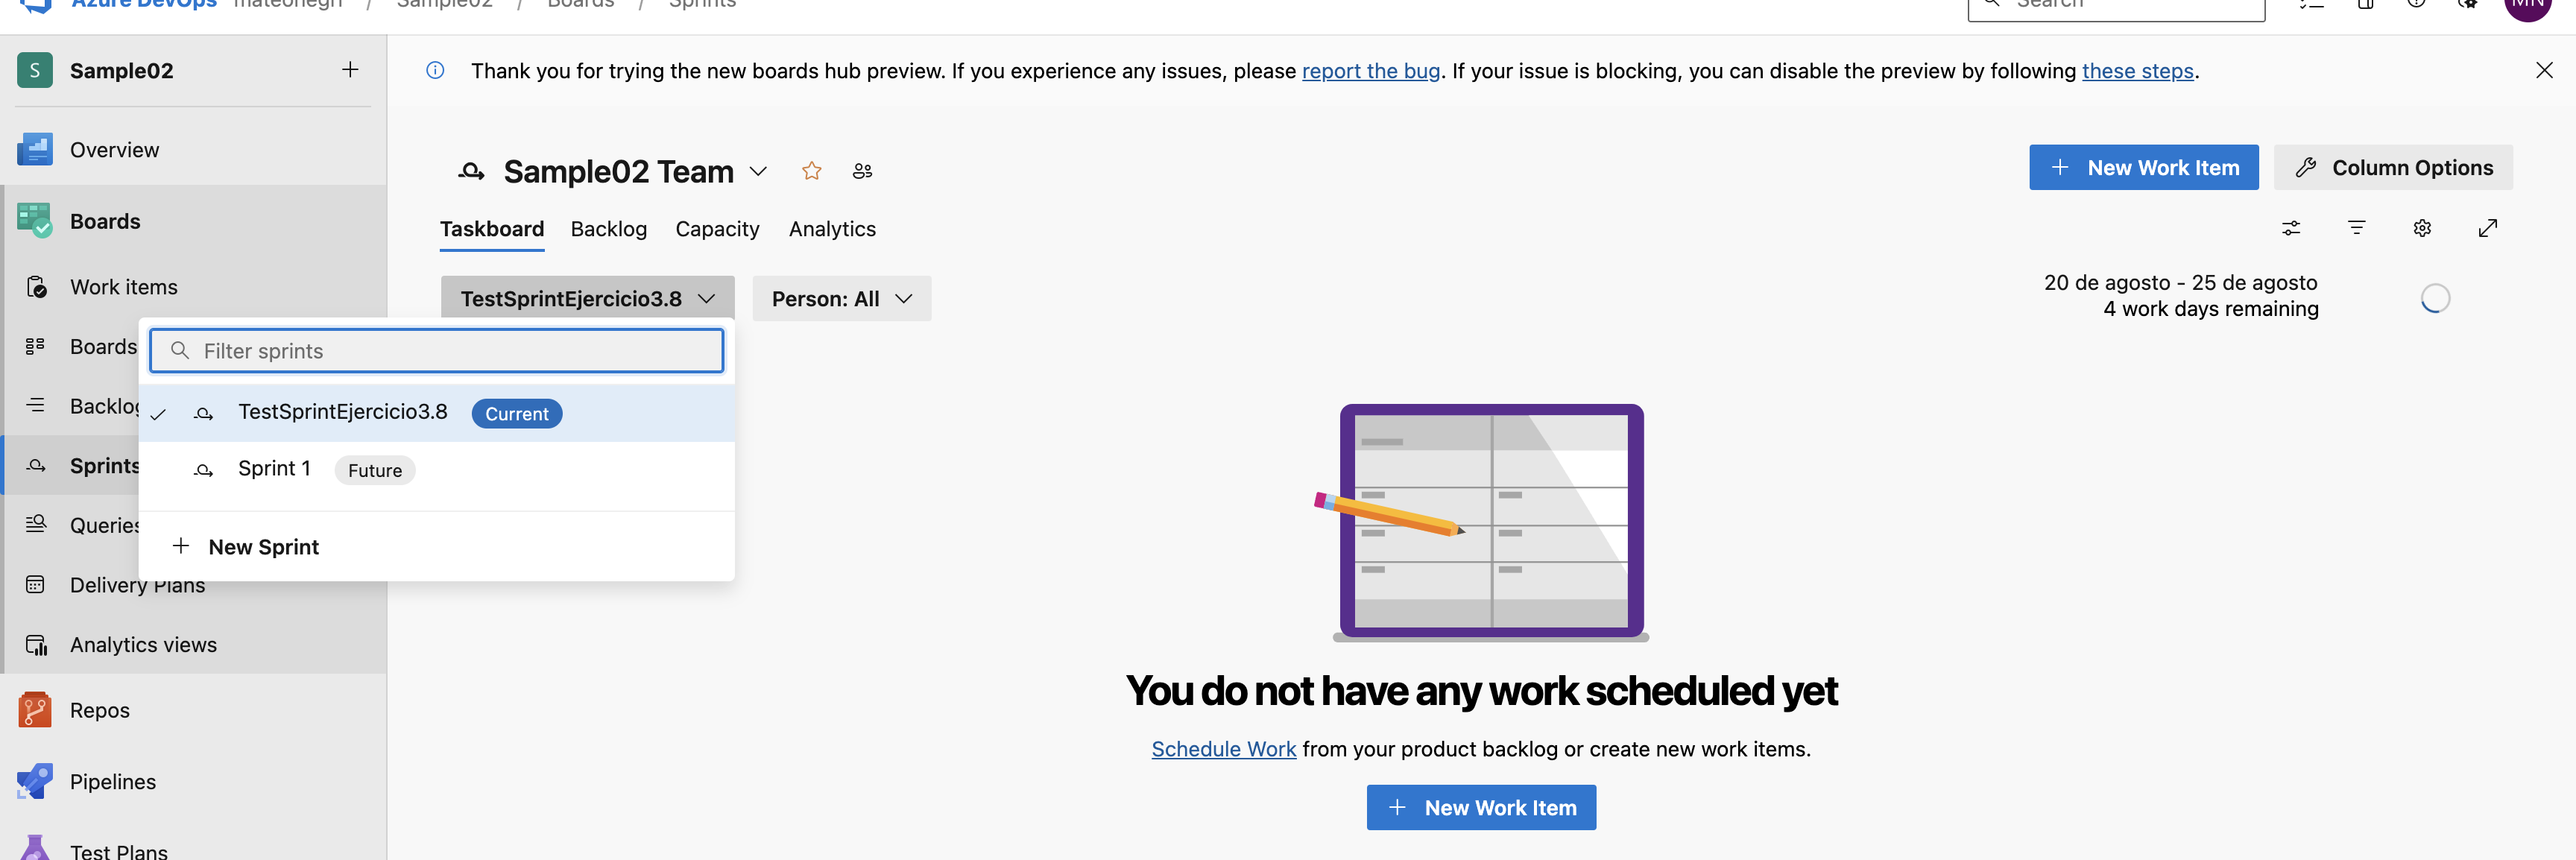 Azure DevOps mateonegri / Sample02 / Boards / Sprints
Search
MN
S Sample02
Thank you for trying the new boards hub preview. If you experience any issues, please report the bug. If your issue is blocking, you can disable the preview by following these steps.
Overview
Sample02 Team
New Work Item
Column Options
Boards
Taskboard Backlog Capacity Analytics
Work items
TestSprintEjercicio3.8
Person: All
20 de agosto - 25 de agosto
4 work days remaining
Boards
Filter sprints
TestSprintEjercicio3.8 Current
Sprint 1 Future
New Sprint
Sprints
Queries
Delivery Plans
Analytics views
Repos
Pipelines
Test Plans
You do not have any work scheduled yet
Schedule Work from your product backlog or create new work items.
New Work Item